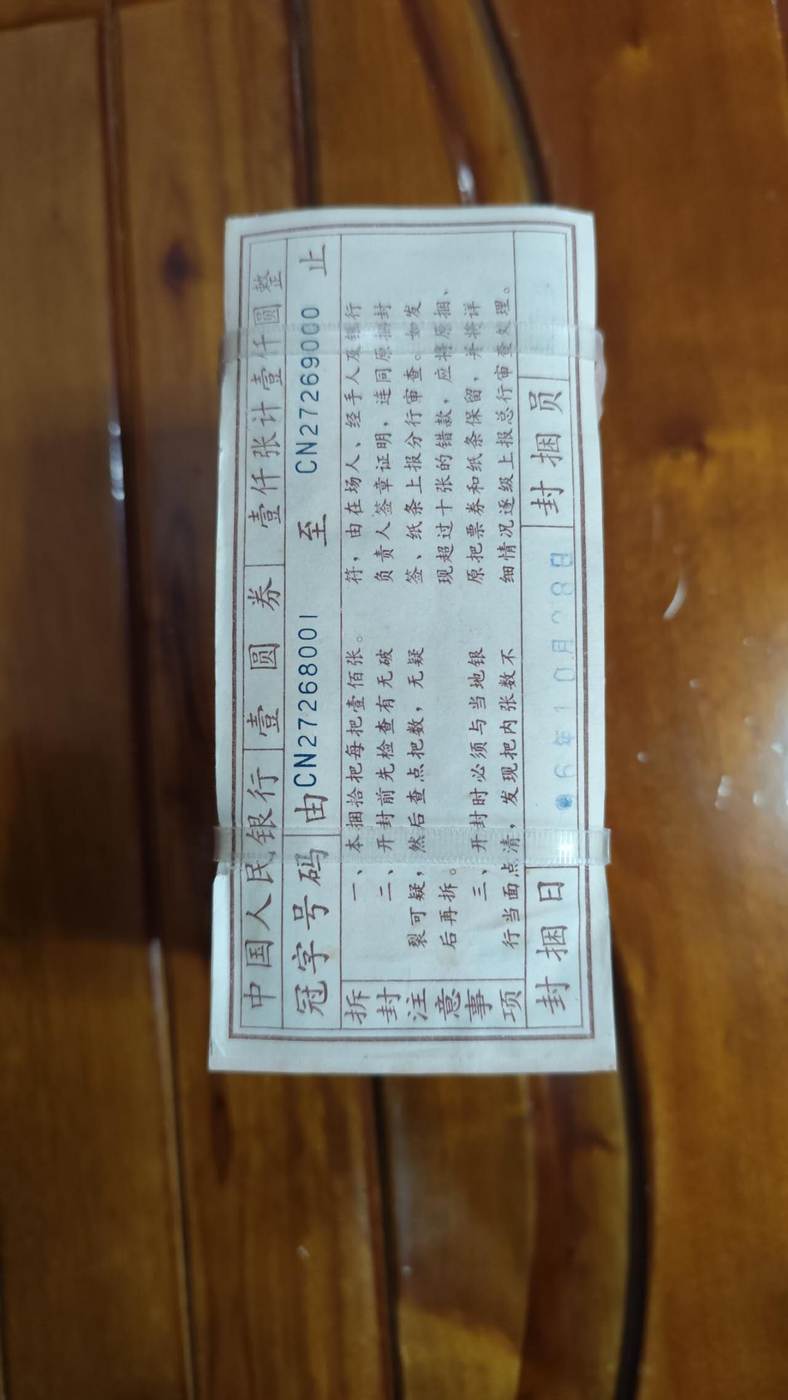 中国人民银行 壹圆券 壹仟张计壹仟圆整
冠字号码 由CN27268001 至 CN27269000 止
拆封注意事项
一、本捆拾把每把壹佰张。
二、开封前先检查有无破
裂可疑，然后查点把数，无疑
后再拆。
三、开封时必须与当地银
行当面点清，发现把内张数不
符，由在场人、经手人及银行
负责人签章证明，连同原捆封
签、纸条上报分行审查。如发
现超过十张的错款，应将原捆、
原把票券和纸条保留，并将详
细情况逐级上报总行审查处理。
封捆日 6年10月28日 封捆员